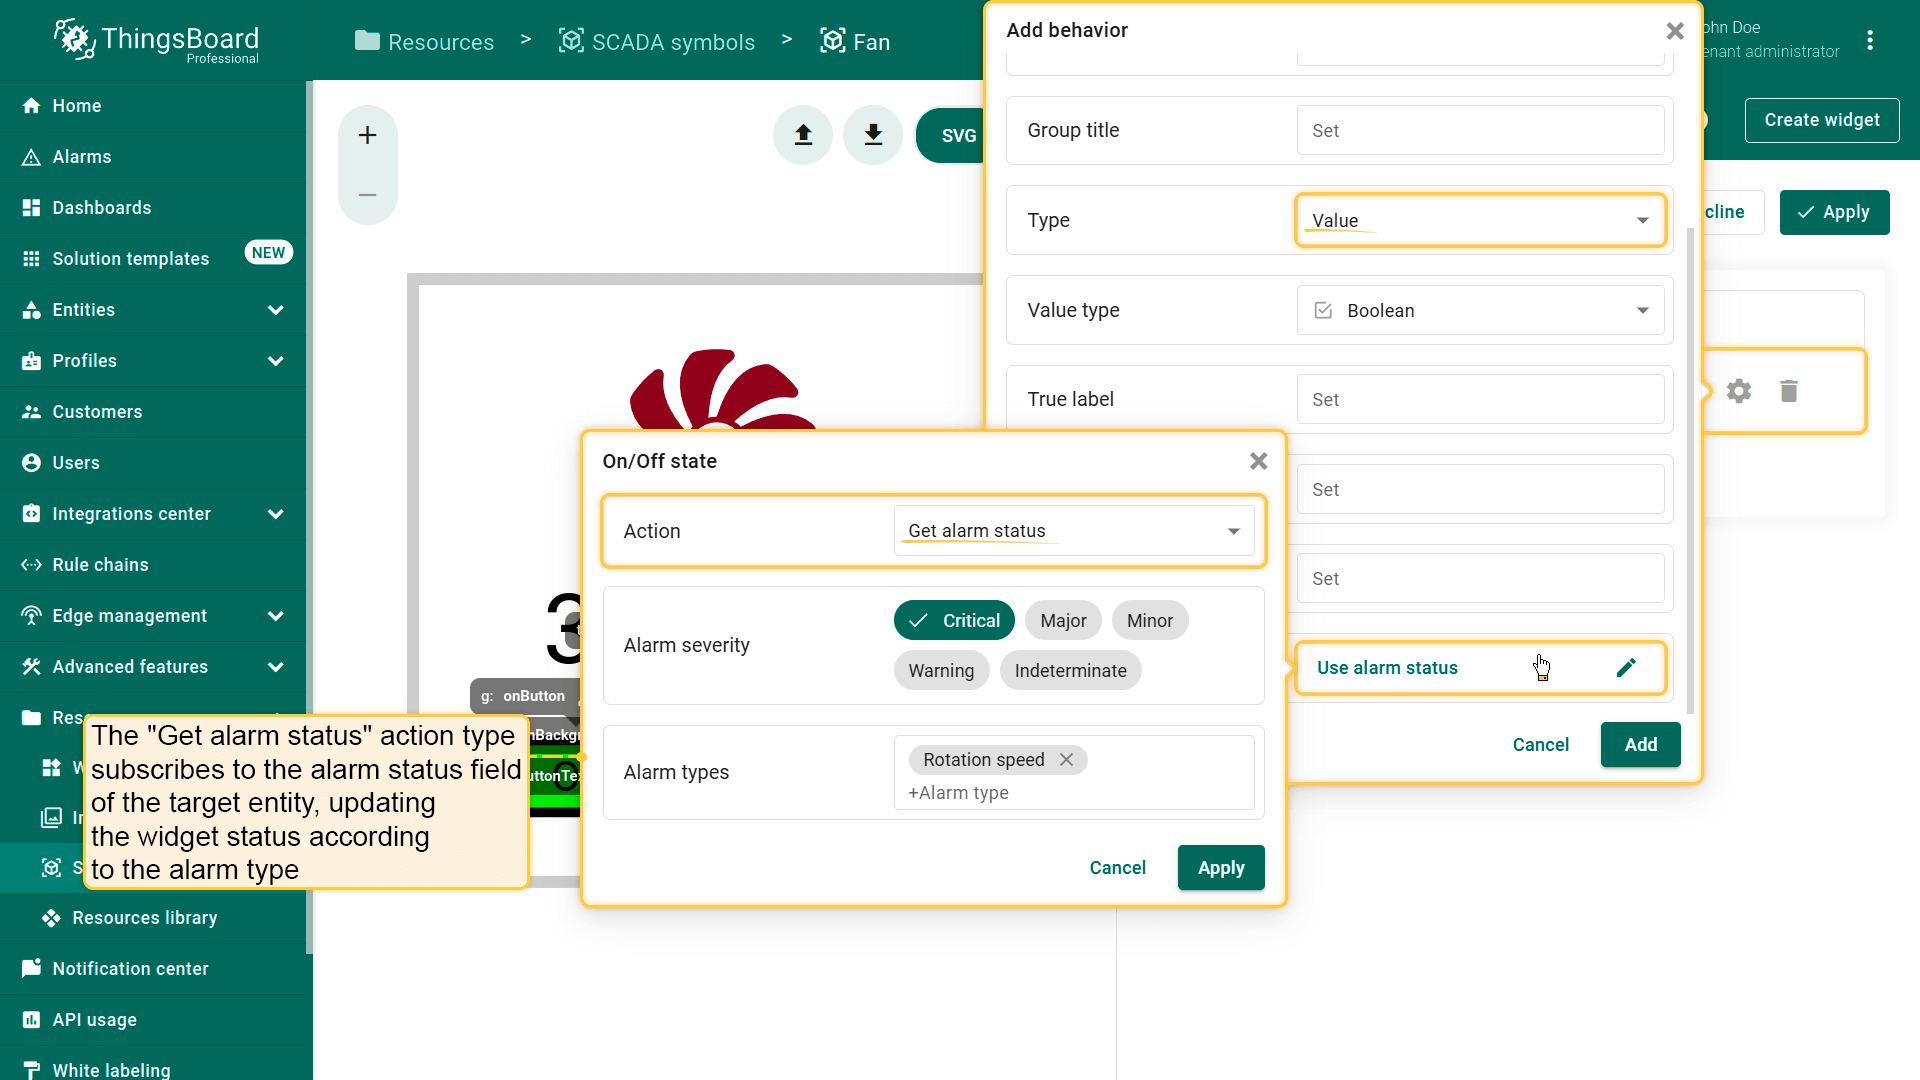 ThingsBoard
Professional
Resources > SCADA symbols > Fan
Add behavior
ohn Doe
enant administrator
Home
Alarms
Dashboards
Solution templates
NEW
Entities
Profiles
Customers
Users
Integrations center
Rule chains
Edge management
Advanced features
Res
W
S
Resources library
Notification center
API usage
White labeling
SVG
Create widget
cline
Apply
Group title
Set
Type
Value
Value type
Boolean
True label
Set
Set
Set
Use alarm status
Cancel
Add
On/Off state
Action
Get alarm status
Alarm severity
Critical
Major
Minor
Warning
Indeterminate
Alarm types
Rotation speed
+Alarm type
Cancel
Apply
3
g: onButton
nBackgr
uttonTex
The "Get alarm status" action type
subscribes to the alarm status field
of the target entity, updating
the widget status according
to the alarm type